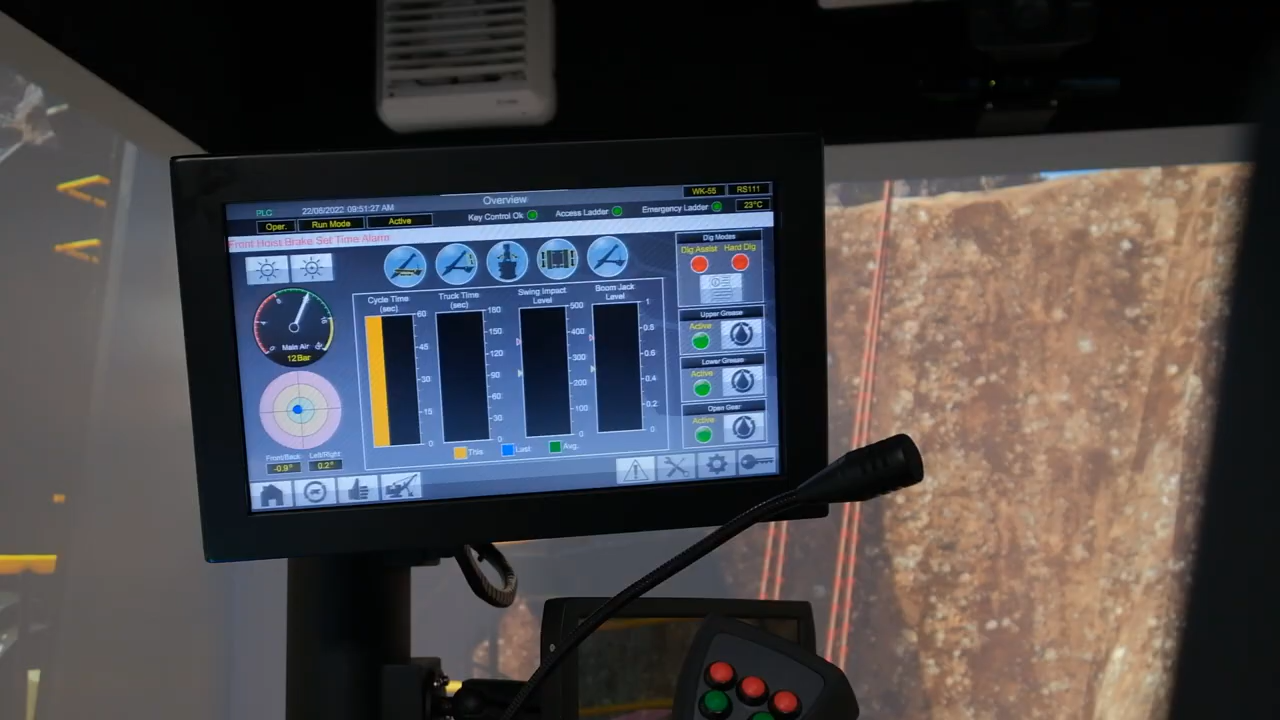 Overview
WK-55
RS111
PLC
22/06/2022 09:51:27 AM
Key Control Ok
Access Ladder
Emergency Ladder
23°C
Oper.
Run Mode
Active
Front Hoist Brake Set Time Alarm
Dig Modes
Dig Assist
Hard Dig
Cycle Time
(sec)
Truck Time
(sec)
Swing Impact
Level
Boom Jack
Level
60
45
30
15
0
180
150
120
90
60
30
0
500
400
300
200
100
0
1
0.8
0.6
0.4
0.2
0
Main Air
12Bar
Upper Grease
Active
Lower Grease
Active
Open Gear
Active
This
Last
Avg.
Front/Back
Left/Right
-0.9°
0.2°